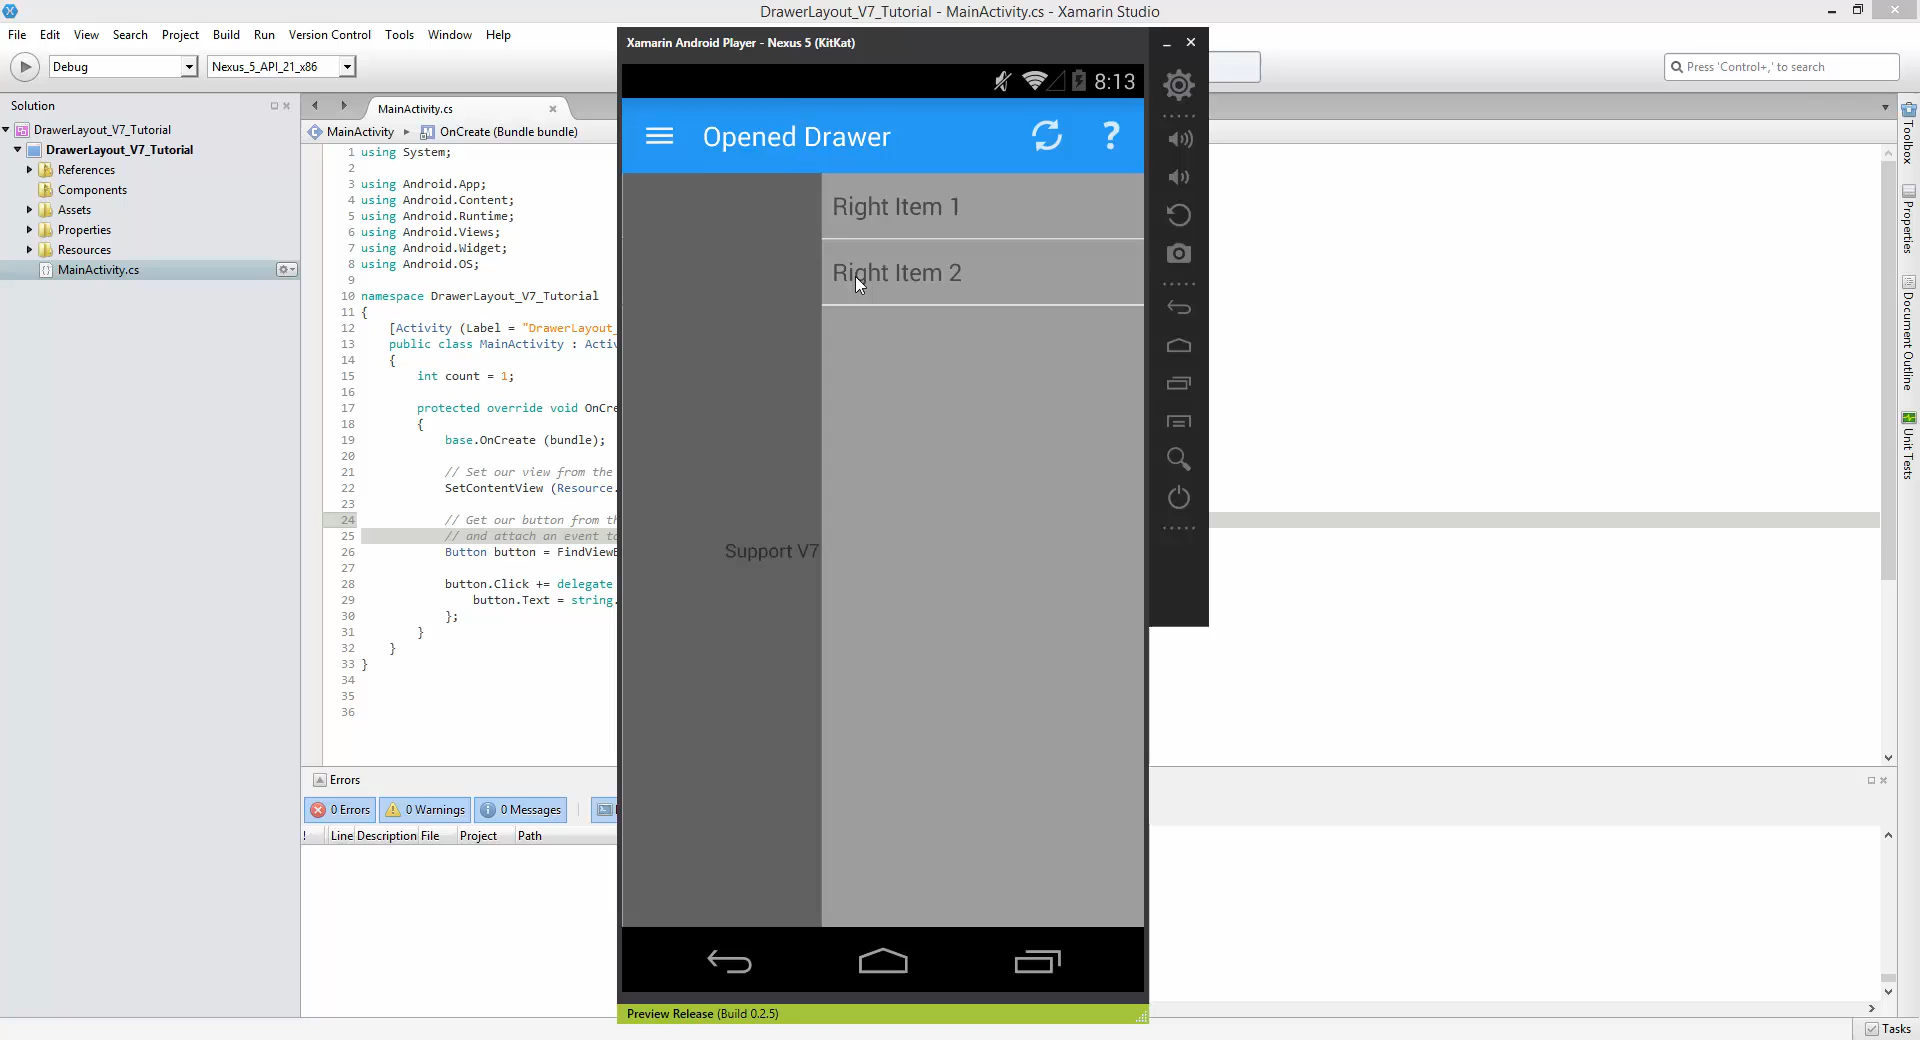 DrawerLayout_V7_Tutorial - MainActivity.cs - Xamarin Studio
File Edit View Search Project Build Run Version Control Tools Window Help
Debug
Nexus_5_API_21_x86
Press 'Control+,' to search
Solution
DrawerLayout_V7_Tutorial
DrawerLayout_V7_Tutorial
References
Components
Assets
Properties
Resources
MainActivity.cs
MainActivity.cs
MainActivity OnCreate (Bundle bundle)
1 using System;
2
3 using Android.App;
4 using Android.Content;
5 using Android.Runtime;
6 using Android.Views;
7 using Android.Widget;
8 using Android.OS;
9
10 namespace DrawerLayout_V7_Tutorial
11 {
12 [Activity (Label = "DrawerLayout_
13 public class MainActivity : Activ
14 {
15 int count = 1;
16
17 protected override void OnCre
18 {
19 base.OnCreate (bundle);
20
21 // Set our view from the
22 SetContentView (Resource.
23
24 // Get our button from th
25 // and attach an event to
26 Button button = FindViewB
27
28 button.Click += delegate
29 button.Text = string.
30 };
31 }
32 }
33 }
34
35
36
Xamarin Android Player - Nexus 5 (KitKat)
8:13
Opened Drawer
?
Right Item 1
Right Item 2
Support V7
Preview Release (Build 0.2.5)
Errors
0 Errors 0 Warnings 0 Messages
! Line Description File Project Path
Toolbox
Properties
Document Outline
Unit Tests
Tasks